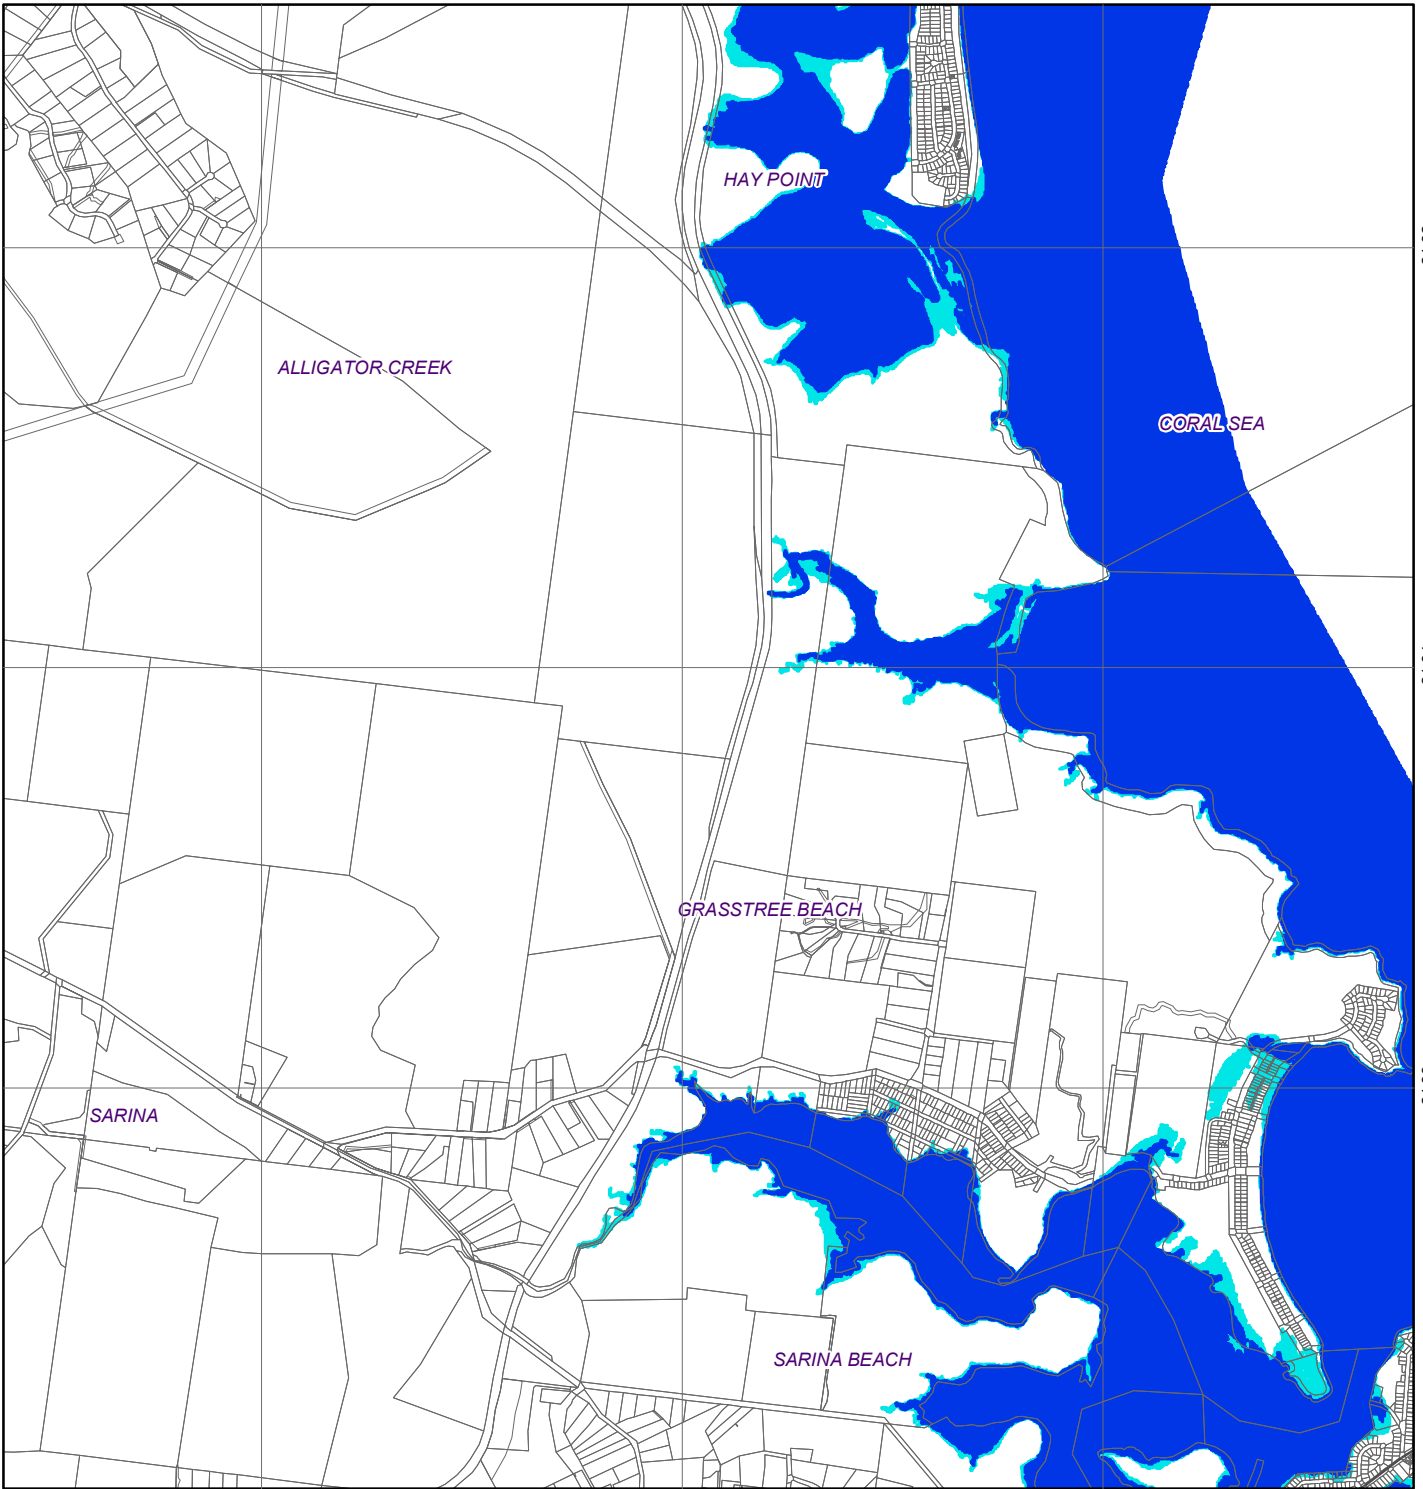 HAY POINT
ALLIGATOR CREEK
CORAL SEA
GRASSTREE BEACH
SARINA
SARINA BEACH